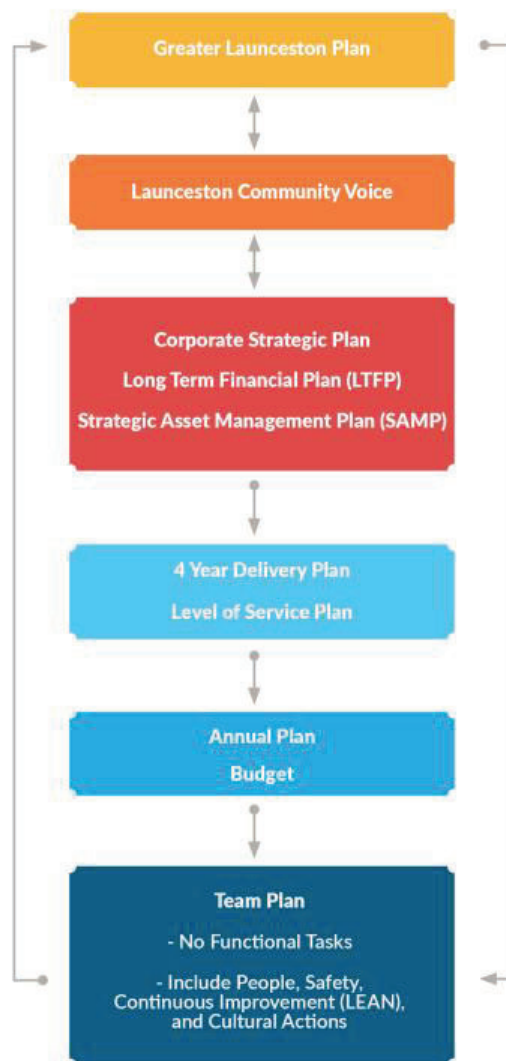 Greater Launceston Plan
Launceston Community Voice
Corporate Strategic Plan
Long Term Financial Plan (LTFP)
Strategic Asset Management Plan (SAMP)
4 Year Delivery Plan
Level of Service Plan
Annual Plan
Budget
Team Plan
- No Functional Tasks
- Include People, Safety,
Continuous Improvement (LEAN),
and Cultural Actions